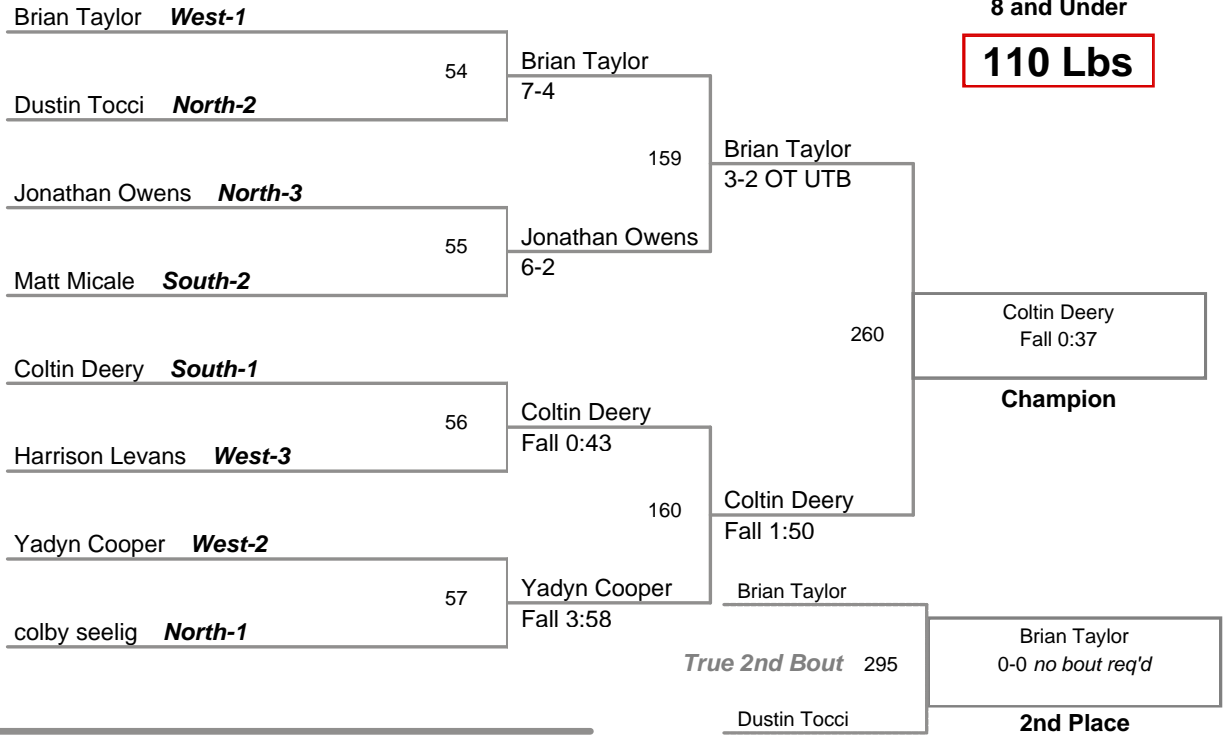 8 and Under
110 Lbs
Brian Taylor West-1
54
Dustin Tocci North-2
Brian Taylor
7-4
159
Jonathan Owens North-3
55
Matt Micale South-2
Jonathan Owens
6-2
Brian Taylor
3-2 OT UTB
260
Coltin Deery South-1
56
Harrison Levans West-3
Coltin Deery
Fall 0:43
160
Yadyn Cooper West-2
57
colby seelig North-1
Yadyn Cooper
Fall 3:58
Coltin Deery
Fall 1:50
Coltin Deery
Fall 0:37
Champion
Brian Taylor
True 2nd Bout 295
Dustin Tocci
Brian Taylor
0-0 no bout req'd
2nd Place